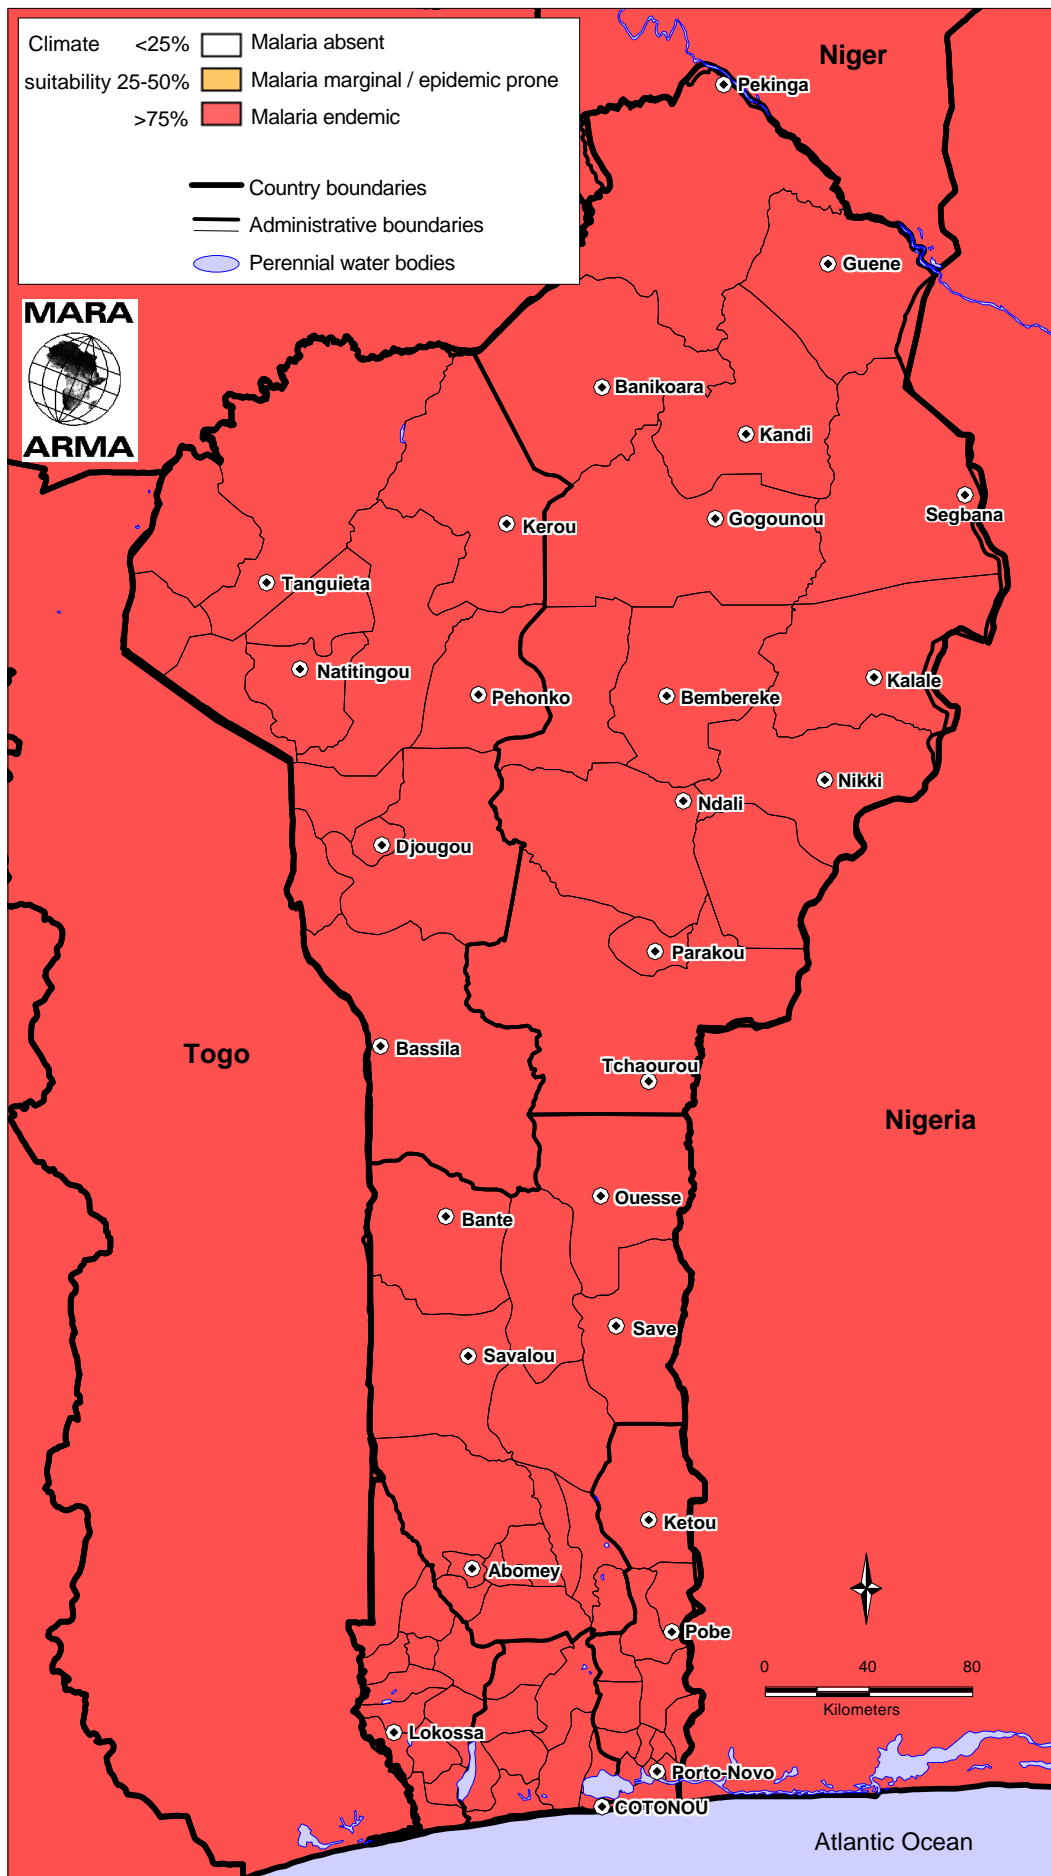 Climate <25% Malaria absent
suitability 25-50% Malaria marginal / epidemic prone
>75% Malaria endemic
Country boundaries
Administrative boundaries
Perennial water bodies
MARA
ARMA
Niger
Pekinga
Guene
Banikoara
Kandi
Segbana
Gogounou
Kerou
Tanguieta
Natitingou
Kalale
Pehonko
Bembereke
Nikki
Ndali
Djougou
Parakou
Togo
Bassila
Tchaourou
Nigeria
Ouesse
Bante
Save
Savalou
Ketou
Abomey
Pobe
0 40 80
Kilometers
Lokossa
Porto-Novo
COTONOU
Atlantic Ocean